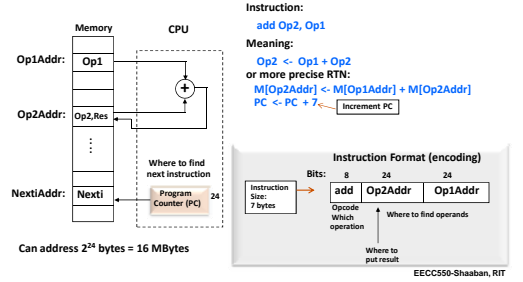 Memory
CPU
Op1Addr:
Op1
+
Op2Addr:
Op2,Res
Where to find
next instruction
NextiAddr:
Nexti
Program
Counter (PC)
24
Can address 2²⁴ bytes = 16 MBytes
Instruction:
add Op2, Op1
Meaning:
Op2 <- Op1 + Op2
or more precise RTN:
M[Op2Addr] <- M[Op1Addr] + M[Op2Addr]
PC <- PC + 7
Increment PC
Instruction Format (encoding)
Bits: 8 24 24
Instruction
Size:
7 bytes
add Op2Addr Op1Addr
Opcode
Which
operation
Where to find operands
Where to
put result
EECC550-Shaaban, RIT